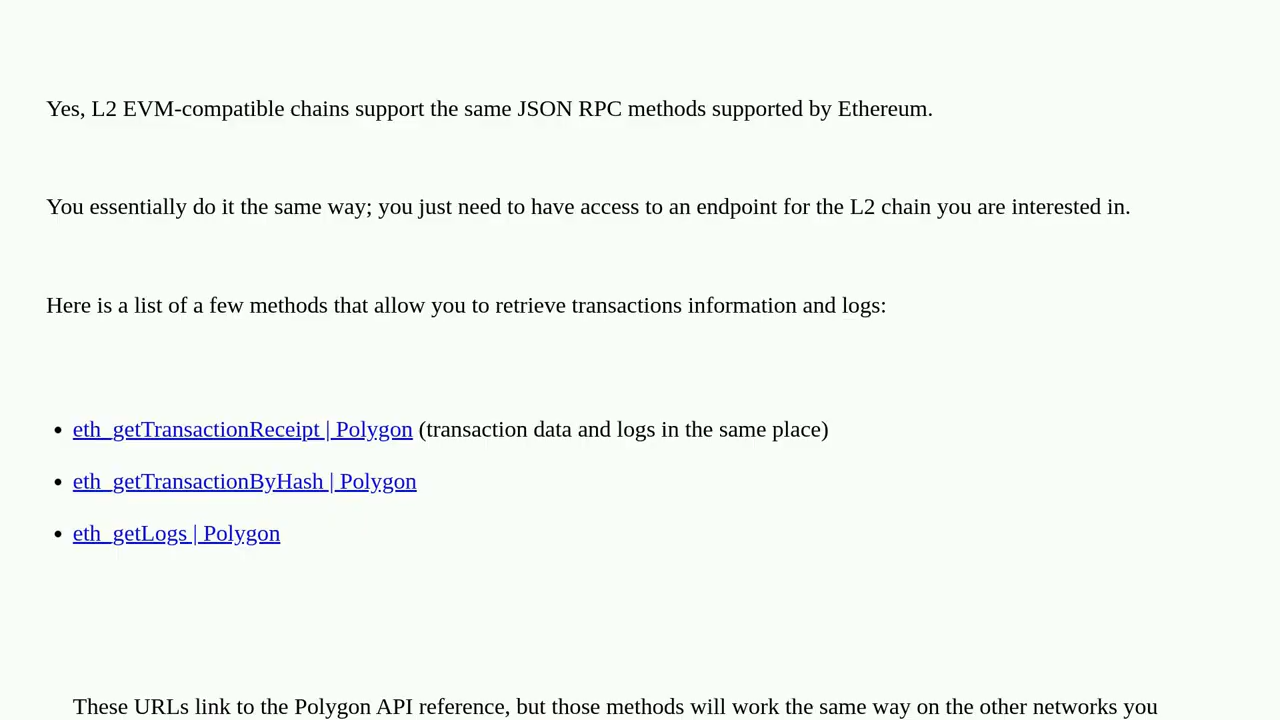 Yes, L2 EVM-compatible chains support the same JSON RPC methods supported by Ethereum.
You essentially do it the same way; you just need to have access to an endpoint for the L2 chain you are interested in.
Here is a list of a few methods that allow you to retrieve transactions information and logs:
• eth_getTransactionReceipt | Polygon (transaction data and logs in the same place)
• eth_getTransactionByHash | Polygon
• eth_getLogs | Polygon
These URLs link to the Polygon API reference, but those methods will work the same way on the other networks you